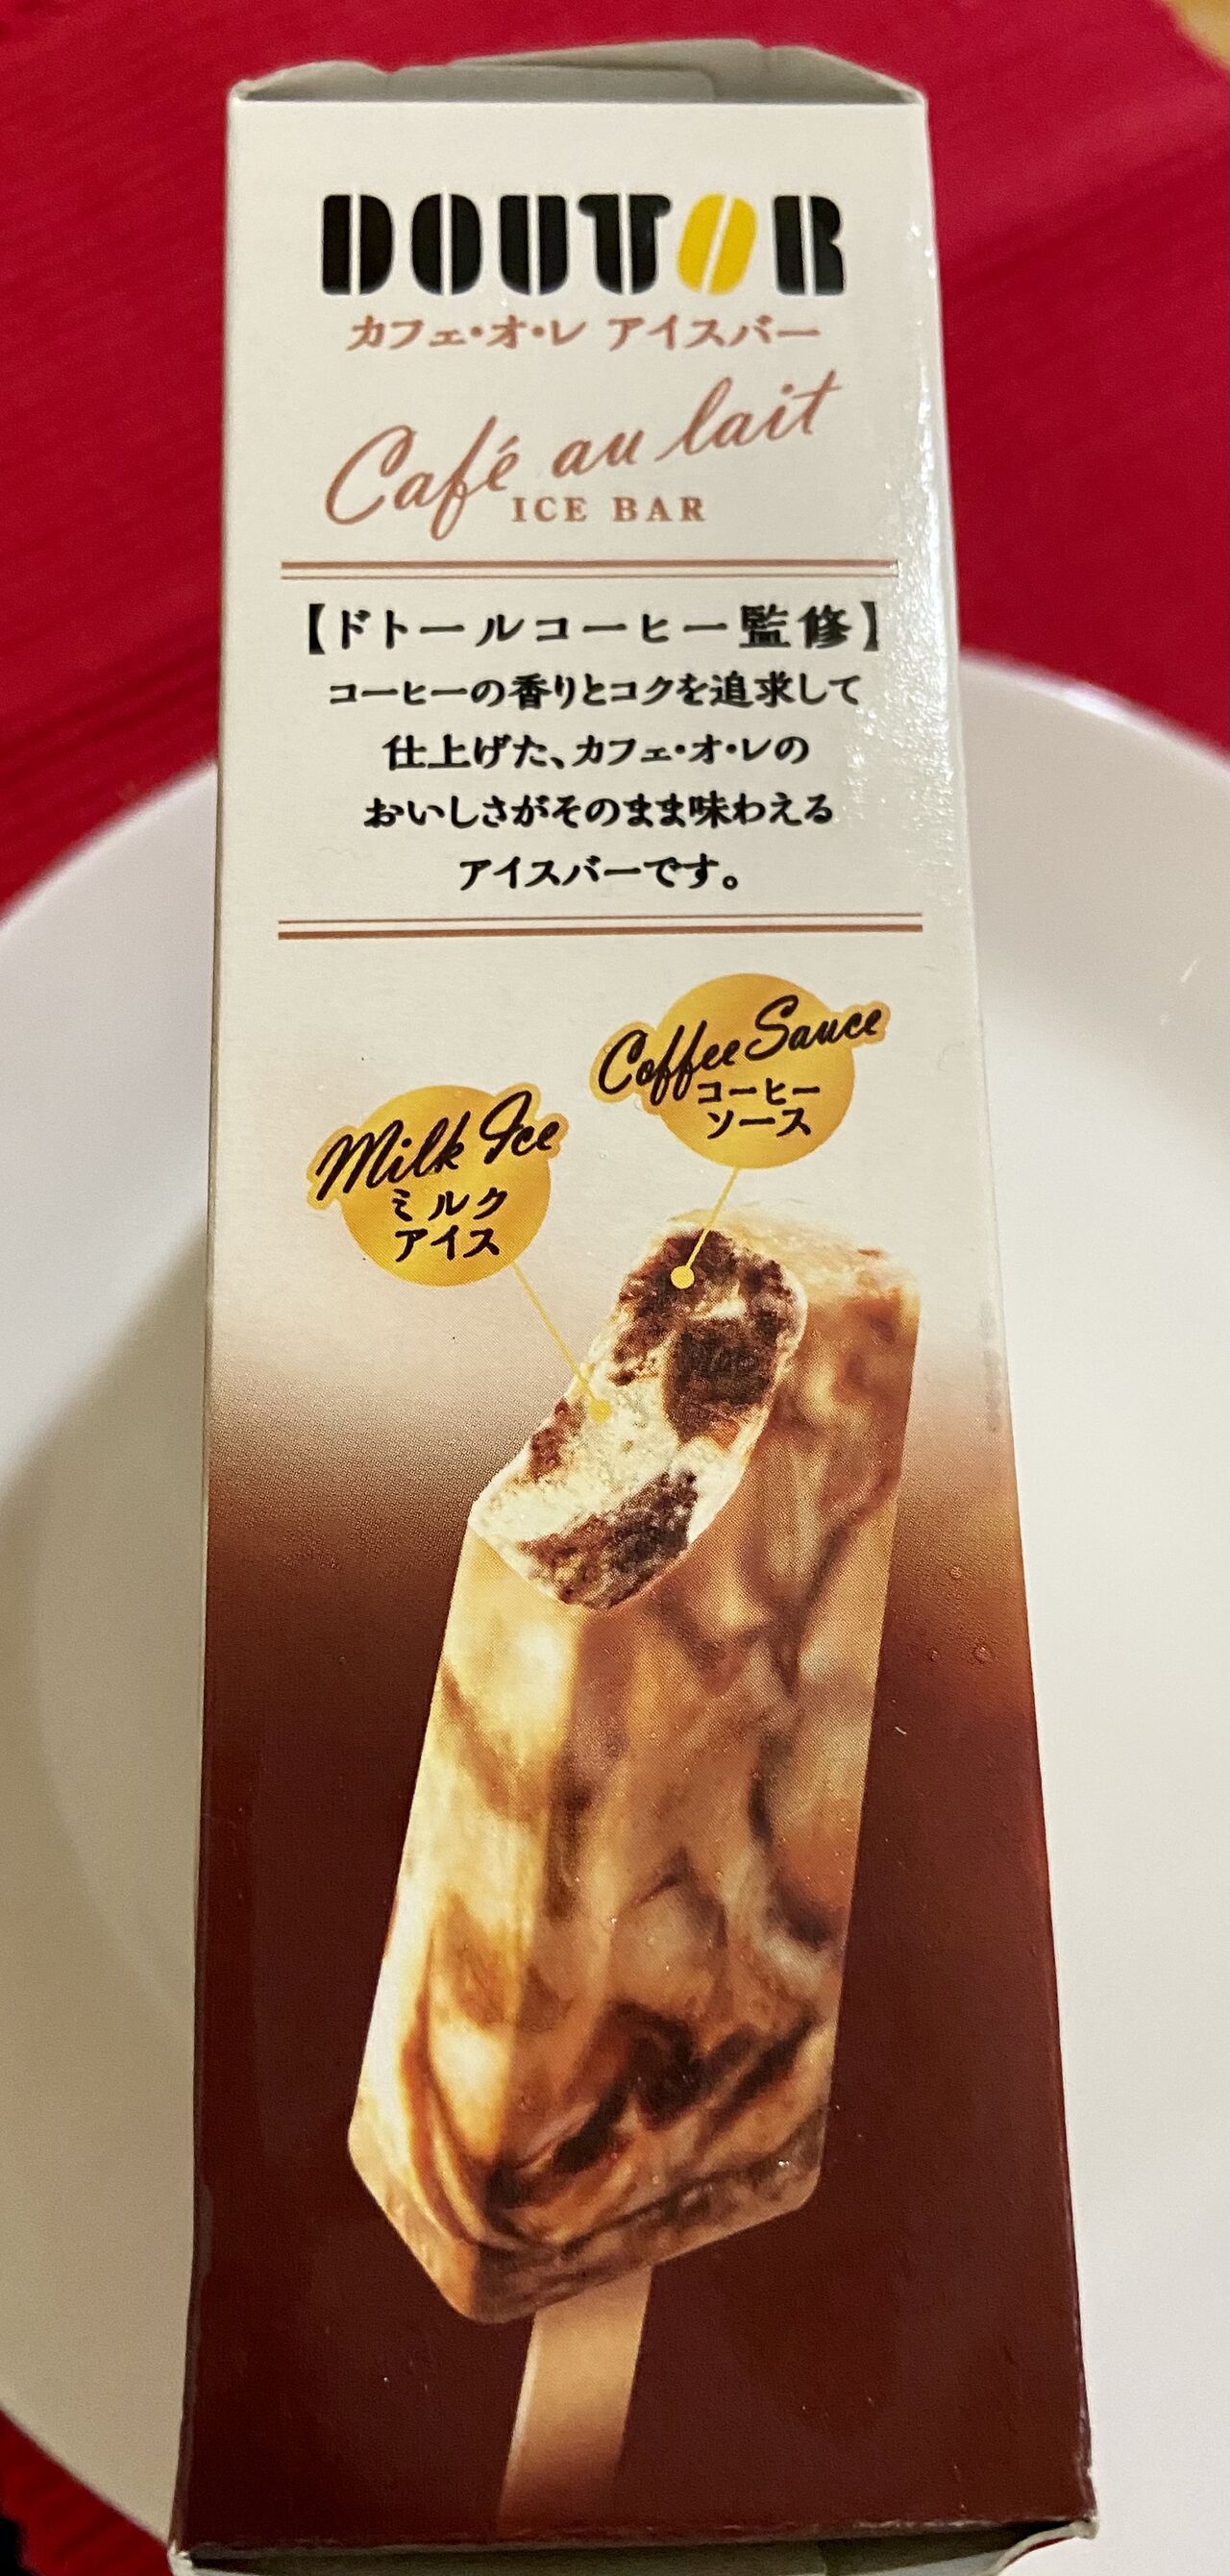 DOUTOR
カフェ・オ・レ アイスバー
Café au lait
ICE BAR
【ドトールコーヒー監修】
コーヒーの香りとコクを追求して
仕上げた、カフェ・オ・レの
おいしさがそのまま味わえる
アイスバーです。
Coffee Sauce
コーヒー
ソース
Milk Ice
ミルク
アイス